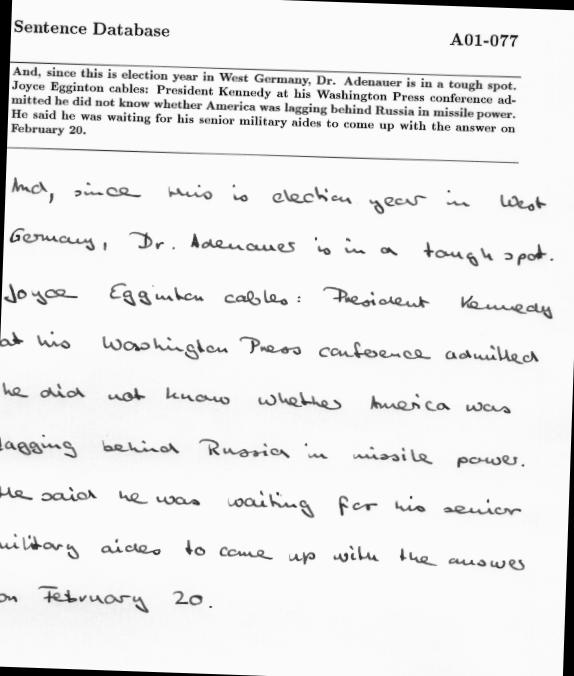 Sentence Database
A01-077
And, since this is election year in West Germany, Dr. Adenauer is in a tough spot.
Joyce Egginton cables: President Kennedy at his Washington Press conference ad-
mitted he did not know whether America was lagging behind Russia in missile power.
He said he was waiting for his senior military aides to come up with the answer on
February 20.
And, since this is election year in West
Germany, Dr. Adenauer is in a tough spot.
Joyce Egginton cables: President Kennedy
at his Washington Press conference admitted
he did not know whether America was
lagging behind Russia in missile power.
He said he was waiting for his senior
military aides to come up with the answer
on February 20.